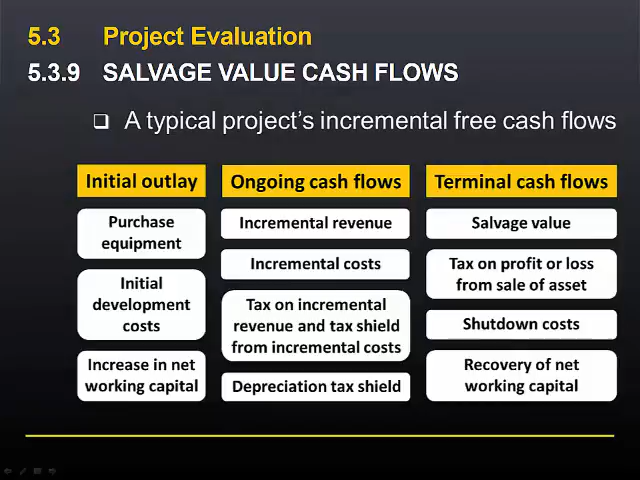 5.3 Project Evaluation
5.3.9 SALVAGE VALUE CASH FLOWS
A typical project's incremental free cash flows
Initial outlay
Purchase
equipment
Initial
development
costs
Increase in net
working capital
Ongoing cash flows
Incremental revenue
Incremental costs
Tax on incremental
revenue and tax shield
from incremental costs
Depreciation tax shield
Terminal cash flows
Salvage value
Tax on profit or loss
from sale of asset
Shutdown costs
Recovery of net
working capital